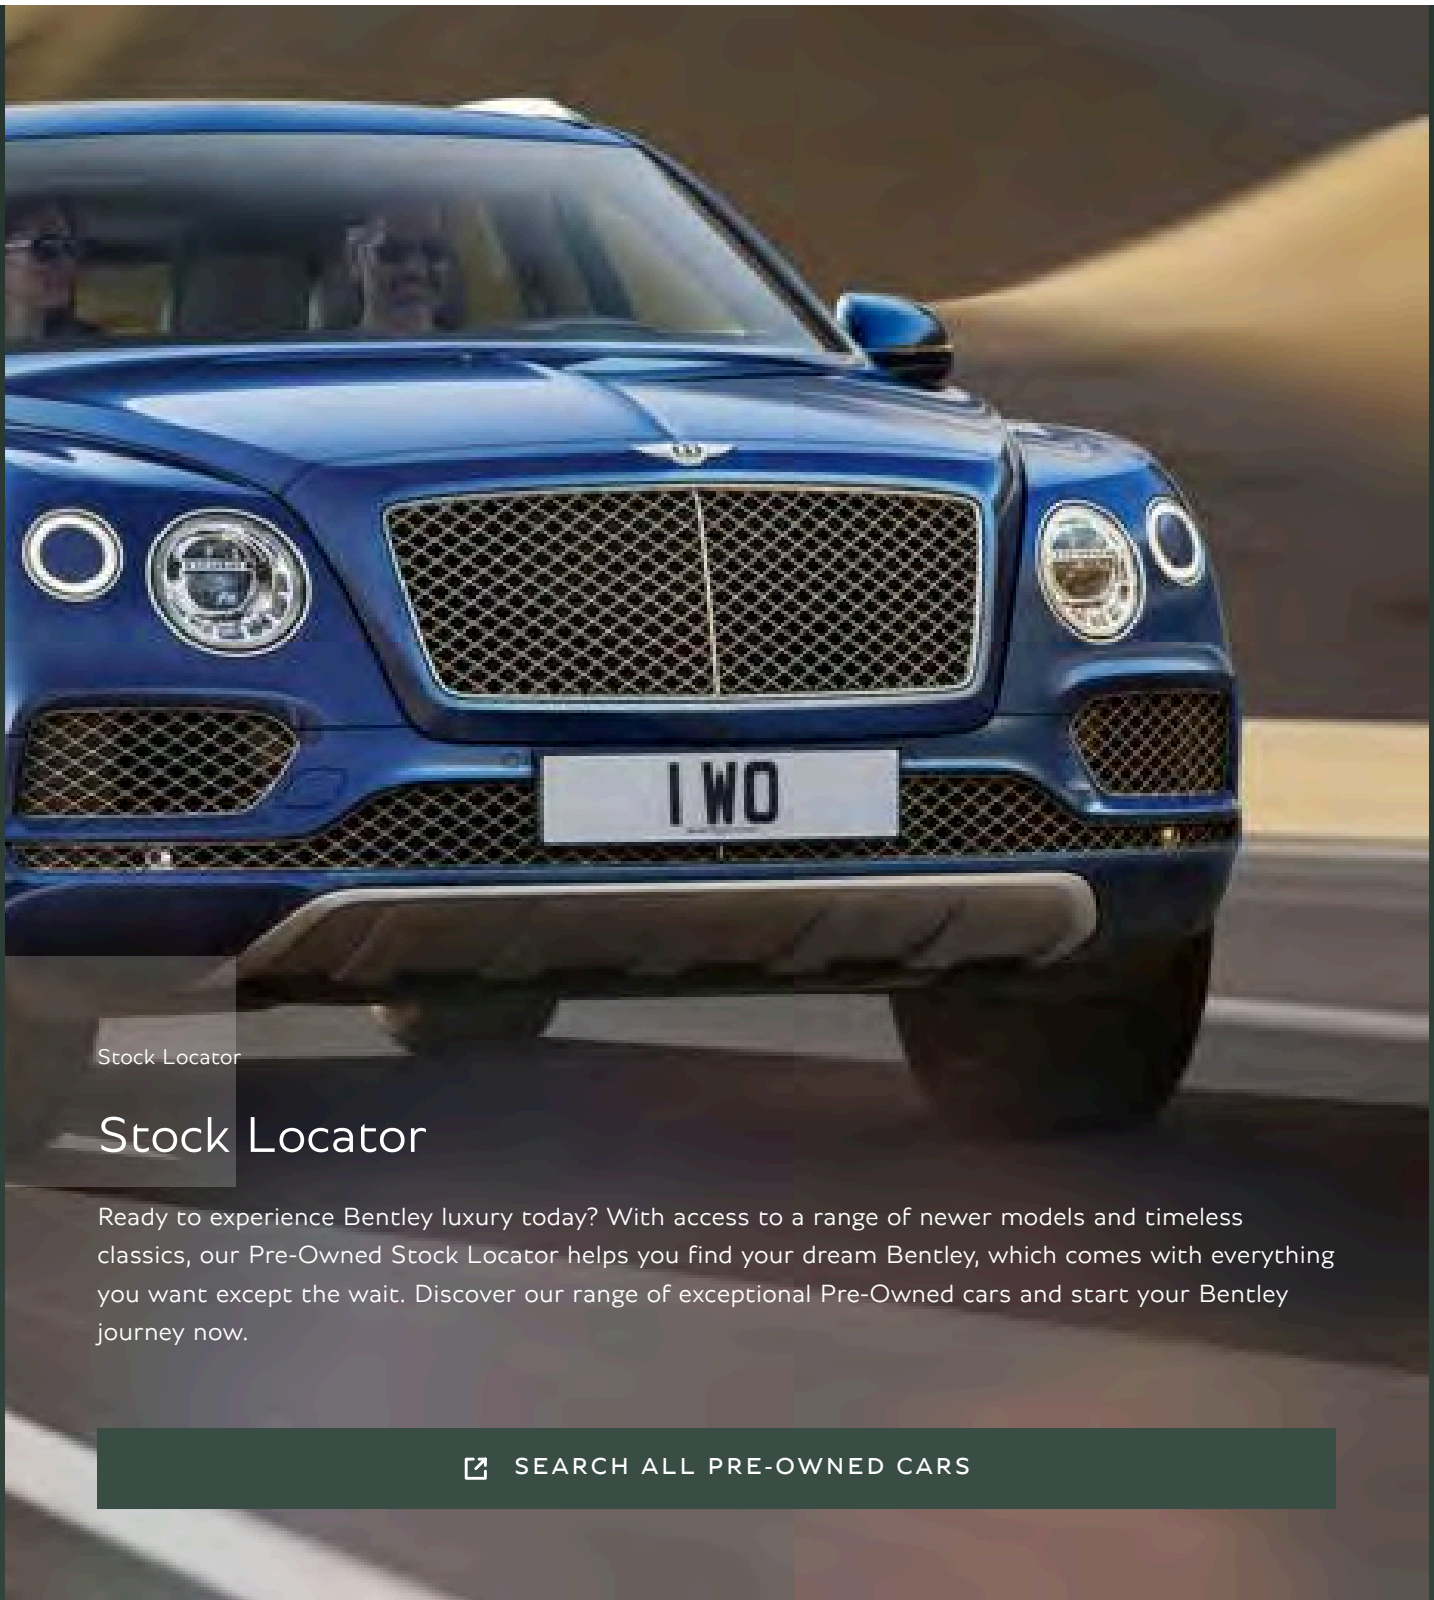 1 WO
Stock Locator
Stock Locator
Ready to experience Bentley luxury today? With access to a range of newer models and timeless
classics, our Pre-Owned Stock Locator helps you find your dream Bentley, which comes with everything
you want except the wait. Discover our range of exceptional Pre-Owned cars and start your Bentley
journey now.
SEARCH ALL PRE-OWNED CARS